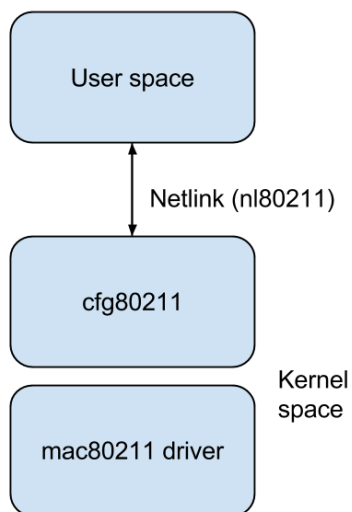 User space
Netlink (nl80211)
cfg80211
Kernel
space
mac80211 driver